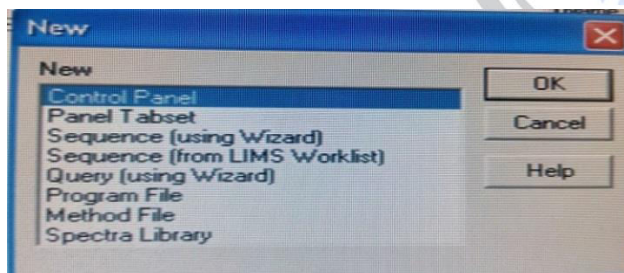 New
New
Control Panel
Panel Tabset
Sequence (using Wizard)
Sequence (from LIMS Worklist)
Query (using Wizard)
Program File
Method File
Spectra Library
OK
Cancel
Help